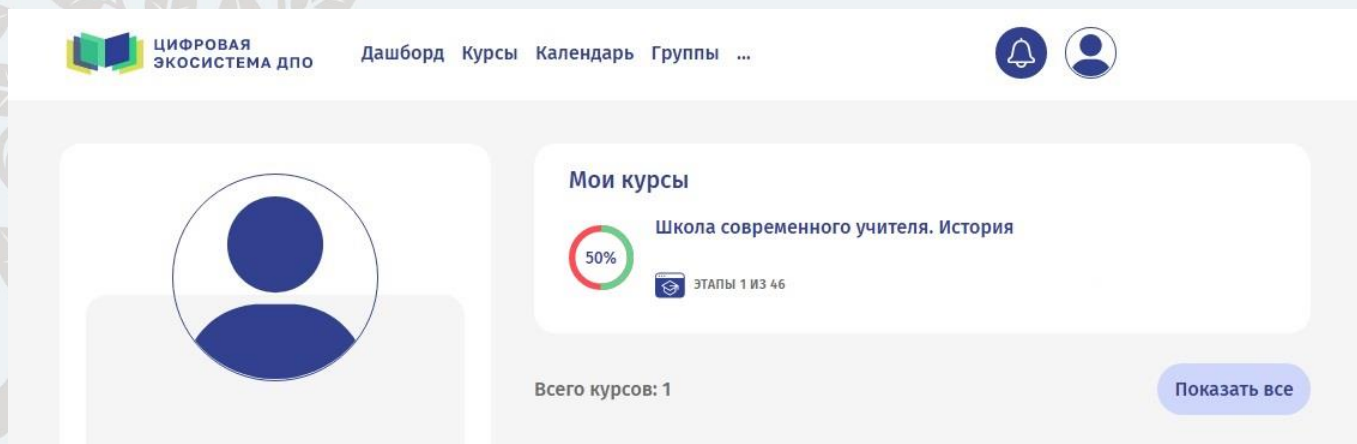 ЦИФРОВАЯ
ЭКОСИСТЕМА ДПО
Дашборд Курсы Календарь Группы ...
Мои курсы
Школа современного учителя. История
50%
ЭТАПЫ 1 ИЗ 46
Всего курсов: 1
Показать все